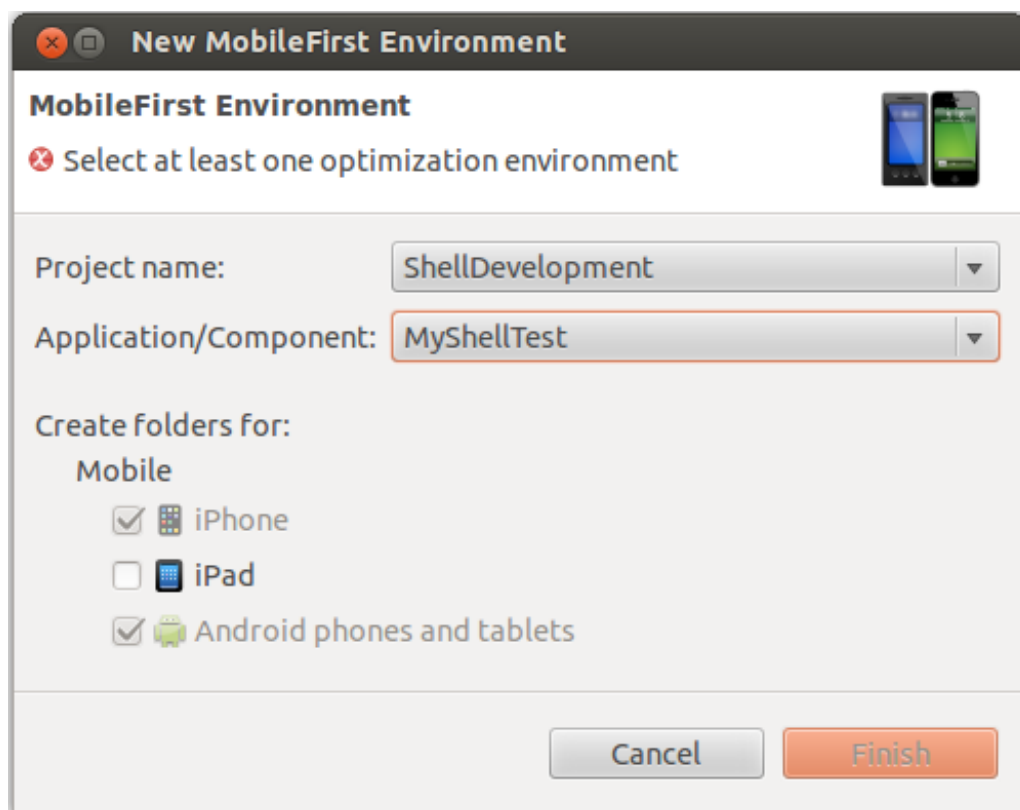 New MobileFirst Environment
MobileFirst Environment
Select at least one optimization environment
Project name: ShellDevelopment
Application/Component: MyShellTest
Create folders for:
Mobile
iPhone
iPad
Android phones and tablets
Cancel Finish